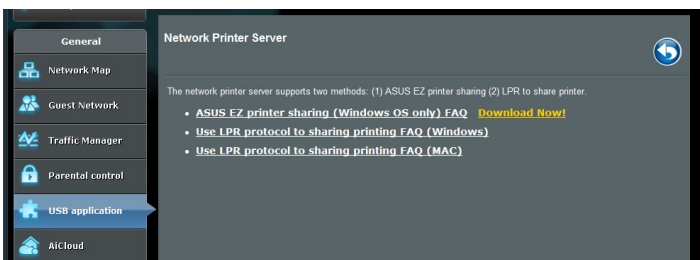 General
Network Map
Guest Network
Traffic Manager
Parental control
USB application
AiCloud
Network Printer Server
The network printer server supports two methods: (1) ASUS EZ printer sharing (2) LPR to share printer.
ASUS EZ printer sharing (Windows OS only) FAQ Download Now!
Use LPR protocol to sharing printing FAQ (Windows)
Use LPR protocol to sharing printing FAQ (MAC)